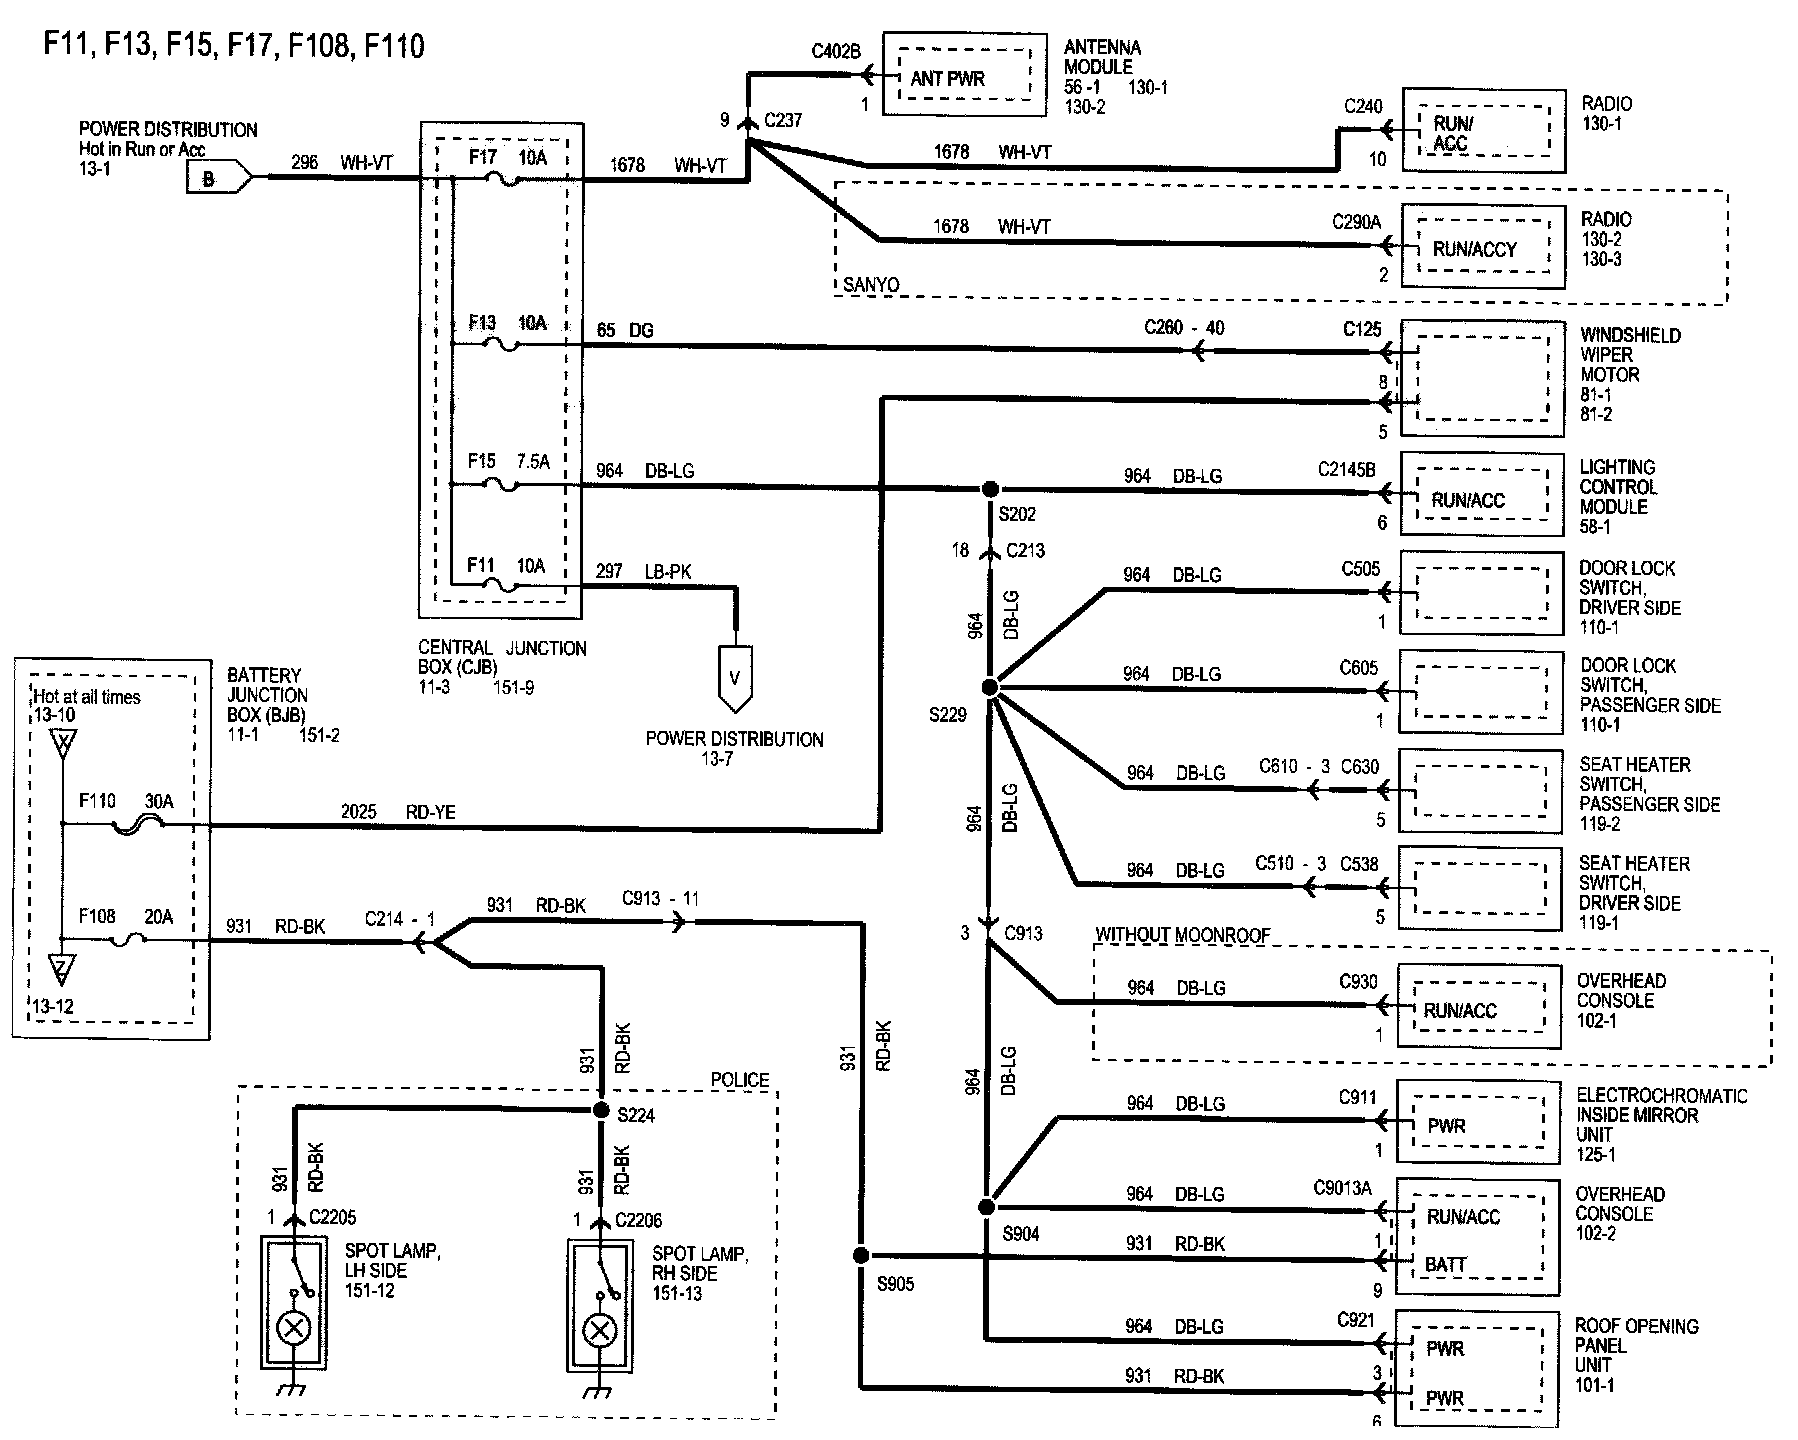 F11, F13, F15, F17, F108, F110
POWER DISTRIBUTION
Hot in Run or Acc
13-1
B
296 WH-VT
F17 10A
1678 WH-VT
9 C237
C402B
1
ANT PWR
ANTENNA
MODULE
56 -1 130-1
130-2
1678 WH-VT
C240
10
RUN/
ACC
RADIO
130-1
1678 WH-VT
C290A
2
RUN/ACCY
RADIO
130-2
130-3
SANYO
F13 10A
65 DG
C260 - 40
C125
8
5
WINDSHIELD
WIPER
MOTOR
81-1
81-2
F15 7.5A
964 DB-LG
S202
964 DB-LG
C2145B
6
RUN/ACC
LIGHTING
CONTROL
MODULE
58-1
18 C213
964 DB-LG
F11 10A
297 LB-PK
V
POWER DISTRIBUTION
13-7
CENTRAL JUNCTION
BOX (CJB)
11-3 151-9
964 DB-LG
C505
1
DOOR LOCK
SWITCH,
DRIVER SIDE
110-1
S229
964 DB-LG
C605
1
DOOR LOCK
SWITCH,
PASSENGER SIDE
110-1
964 DB-LG
C610 - 3 C630
5
SEAT HEATER
SWITCH,
PASSENGER SIDE
119-2
964 DB-LG
964 DB-LG
C510 - 3 C538
5
SEAT HEATER
SWITCH,
DRIVER SIDE
119-1
BATTERY
JUNCTION
BOX (BJB)
11-1 151-2
Hot at all times
13-10
X
F110 30A
2025 RD-YE
F108 20A
Z
13-12
931 RD-BK
C214 - 1
931 RD-BK
C913 - 11
3 C913
WITHOUT MOONROOF
964 DB-LG
C930
1
RUN/ACC
OVERHEAD
CONSOLE
102-1
931 RD-BK
931 RD-BK
964 DB-LG
POLICE
S224
931 RD-BK
931 RD-BK
1 C2205
1 C2206
SPOT LAMP,
LH SIDE
151-12
SPOT LAMP,
RH SIDE
151-13
964 DB-LG
C911
1
PWR
ELECTROCHROMATIC
INSIDE MIRROR
UNIT
125-1
S904
964 DB-LG
C9013A
1
RUN/ACC
OVERHEAD
CONSOLE
102-2
S905
931 RD-BK
9
BATT
964 DB-LG
C921
3
PWR
ROOF OPENING
PANEL
UNIT
101-1
931 RD-BK
6
PWR